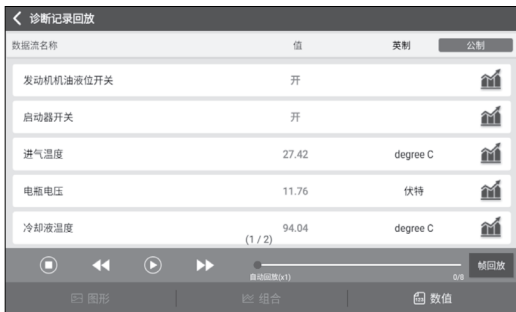 诊断记录回放
数据流名称 值 英制 公制
发动机机油液位开关 开
启动器开关 开
进气温度 27.42 degree C
电瓶电压 11.76 伏特
冷却液温度 94.04 degree C
(1 / 2)
自动回放(x1) 0/8 帧回放
图形 组合 数值